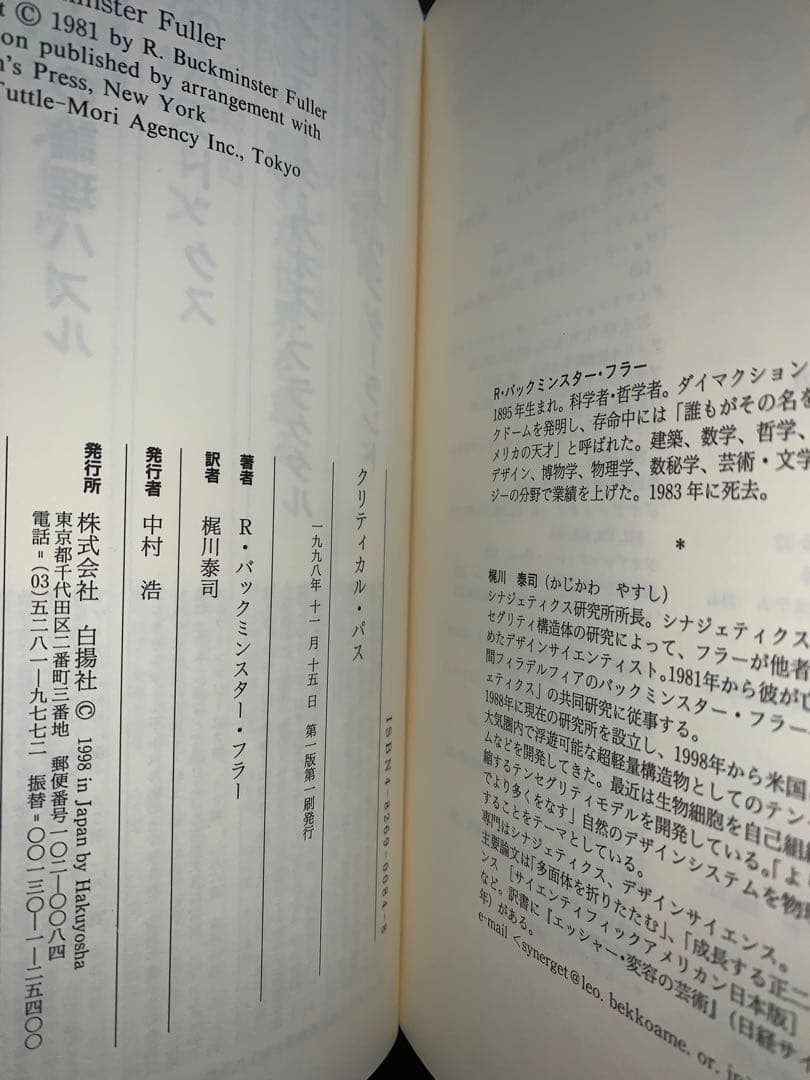 minster Fuller
© 1981 by R. Buckminster Fuller
on published by arrangement with
n's Press, New York
Tuttle-Mori Agency Inc., Tokyo
クリティカル・パス
一九九八年 十一月 十五日 第一版第一刷発行
著者 R・バックミンスター・フラー
訳者 梶川泰司
発行者 中村 浩
発行所 株式会社 白揚社 © 1998 in Japan by Hakuyosha
東京都千代田区二番町三番地 郵便番号一〇二―〇〇八四
電話=(03)五二八一―九七七二 振替=〇〇一三〇―一―二五四〇〇
ISBN4-8269-0084-8
R・バックミンスター・フラー
1895年生まれ。科学者・哲学者。ダイマクション
クドームを発明し、存命中には「誰もがその名を
メリカの天才」と呼ばれた。建築、数学、哲学、
デザイン、博物学、物理学、数秘学、芸術・文学
ジーの分野で業績を上げた。1983年に死去。
*
梶川 泰司(かじかわ やすし)
シナジェティクス研究所所長。シナジェティクス
セグリティ構造体の研究によって、フラーが他者
めたデザインサイエンティスト。1981年から彼が亡
間フィラデルフィアのバックミンスター・フラー
ェティクス」の共同研究に従事する。
1988年に現在の研究所を設立し、1998年から米国
大気圏内で浮遊可能な超軽量構造物としてのテン
ムなどを開発してきた。最近は生物細胞を自己組織
縮するテンセグリティモデルを開発している。「よ
でより多くをなす」自然のデザインシステムを物理
することをテーマとしている。
専門はシナジェティクス、デザインサイエンス。
主要論文は「多面体を折りたたむ」、「成長する正二
ンス [サイエンティフィックアメリカン日本版]
など。訳書に『エッシャー・変容の芸術』(日経サイ
年)がある。
e-mail <synerget@leo. bekkoame. or.